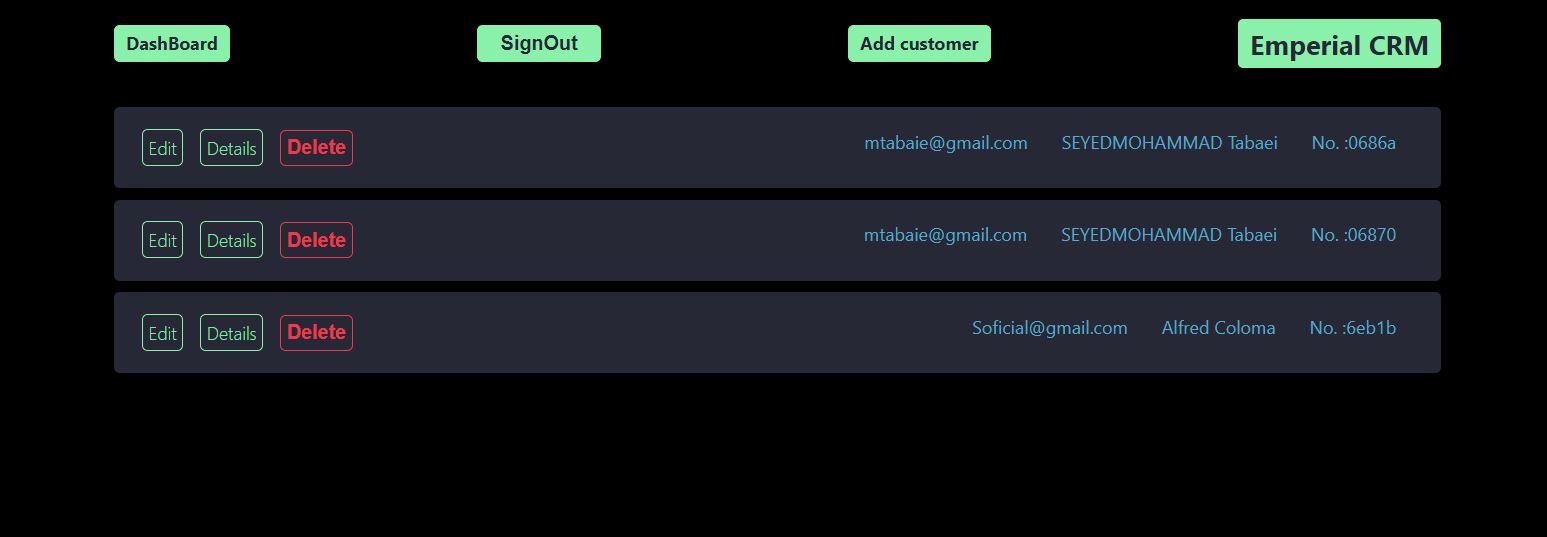 DashBoard SignOut Add customer Emperial CRM
Edit Details Delete mtabaie@gmail.com SEYEDMOHAMMAD Tabaei No. :0686a
Edit Details Delete mtabaie@gmail.com SEYEDMOHAMMAD Tabaei No. :06870
Edit Details Delete Soficial@gmail.com Alfred Coloma No. :6eb1b